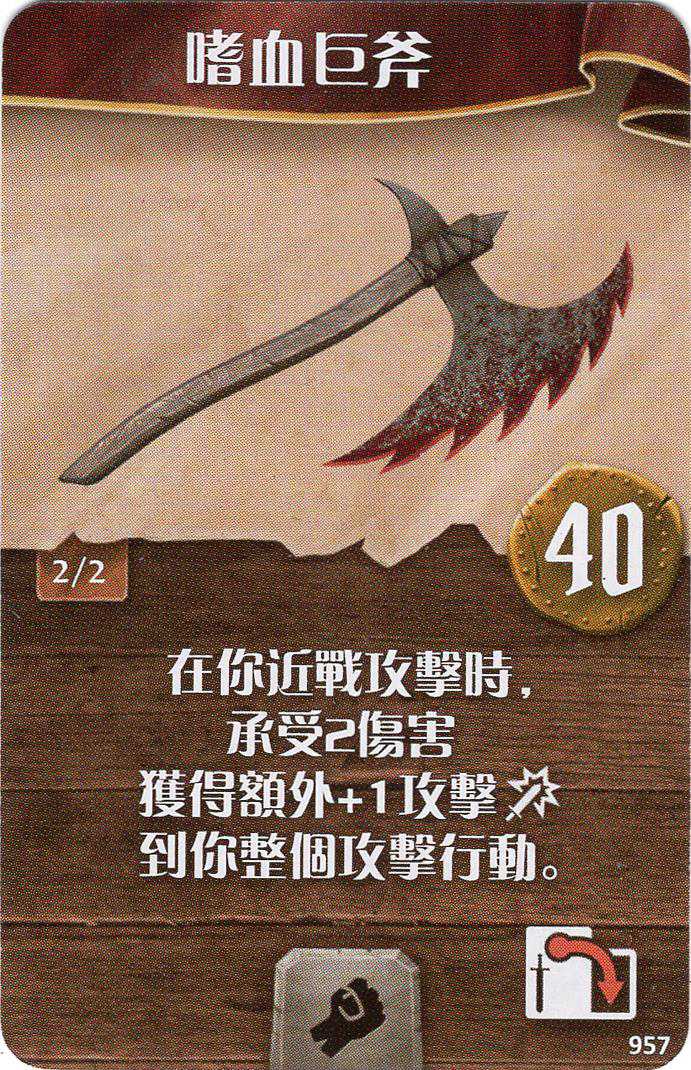 嗜血巨斧
2/2
40
在你近戰攻擊時，
承受2傷害
獲得額外+1攻擊
到你整個攻擊行動。
957